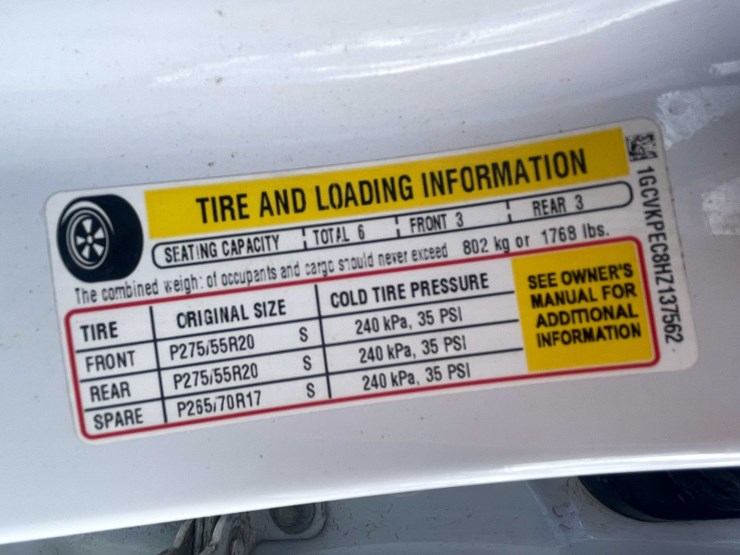 TIRE AND LOADING INFORMATION
SEATING CAPACITY TOTAL 6 FRONT 3 REAR 3
The combined weight of occupants and cargo should never exceed 802 kg or 1768 lbs.
TIRE ORIGINAL SIZE COLD TIRE PRESSURE
FRONT P275/55R20 S 240 kPa, 35 PSI
REAR P275/55R20 S 240 kPa, 35 PSI
SPARE P265/70R17 S 240 kPa, 35 PSI
SEE OWNER'S
MANUAL FOR
ADDITIONAL
INFORMATION
1GCVKPEC8HZ137562